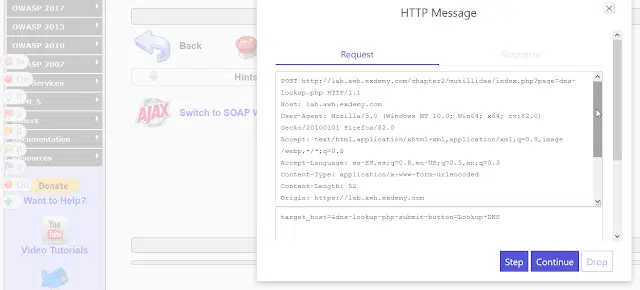 OWASP 2017
OWASP 2013
OWASP 2010
OWASP 2007
Services
HTML 5
Others
Documentation
Resources
Donate
Want to Help?
You
Tube
Video Tutorials
Back
Hints
AJAX
Switch to SOAP W
HTTP Message
Request
Response
POST http://lab.awh.exdemy.com/chapter2/mutillidae/index.php?page=dns-
lookup.php HTTP/1.1
Host: lab.awh.exdemy.com
User-Agent: Mozilla/5.0 (Windows NT 10.0; Win64; x64; rv:82.0)
Gecko/20100101 Firefox/82.0
Accept: text/html,application/xhtml+xml,application/xml;q=0.9,image
/webp,*/*;q=0.8
Accept-Language: es-ES,es;q=0.8,en-US;q=0.5,en;q=0.3
Content-Type: application/x-www-form-urlencoded
Content-Length: 52
Origin: https://lab.awh.exdemy.com
target_host=&dns-lookup-php-submit-button=Lookup+DNS
Step
Continue
Drop